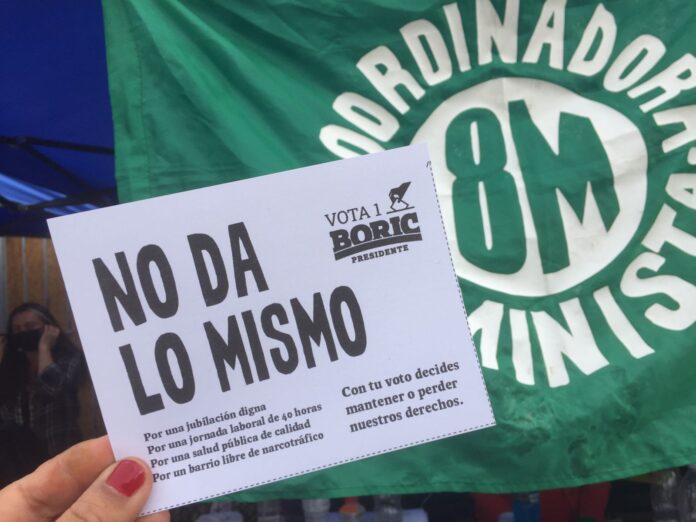 COORDINADORA
8M
FEMINISTA
VOTA 1
BORIC
PRESIDENTE
NO DA
LO MISMO
Por una jubilación digna
Por una jornada laboral de 40 horas
Por una salud pública de calidad
Por un barrio libre de narcotráfico
Con tu voto decides
mantener o perder
nuestros derechos.